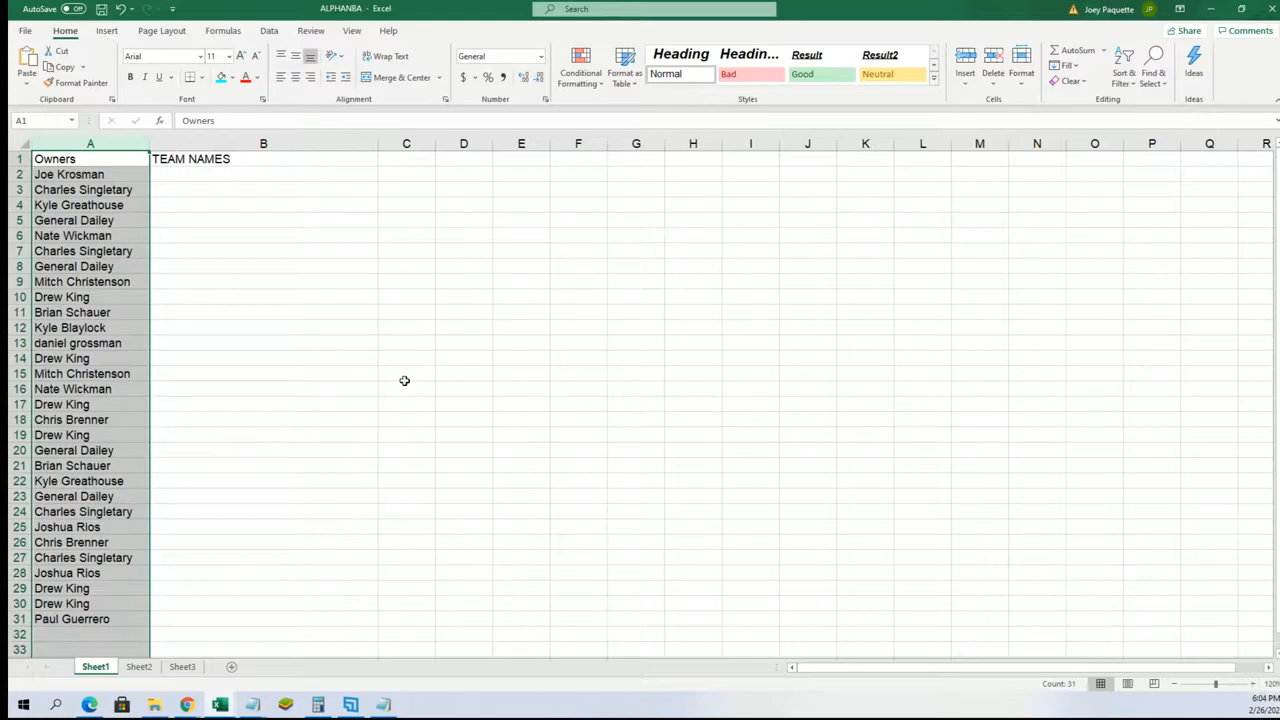 AutoSave Off ALPHANBA - Excel Search Joey Paquette JP
File Home Insert Page Layout Formulas Data Review View Help Share Comments
Paste Cut Copy Format Painter Clipboard
Arial 11 B I U Font
Wrap Text Merge & Center Alignment
General $ % , Number
Conditional Formatting Format as Table
Heading Headin... Result Result2
Normal Bad Good Neutral
Styles
Insert Delete Format Cells
AutoSum Fill Clear Sort & Filter Find & Select Editing
Ideas Ideas
A1 fx Owners
A B C D E F G H I J K L M N O P Q R
1 Owners TEAM NAMES
2 Joe Krosman
3 Charles Singletary
4 Kyle Greathouse
5 General Dailey
6 Nate Wickman
7 Charles Singletary
8 General Dailey
9 Mitch Christenson
10 Drew King
11 Brian Schauer
12 Kyle Blaylock
13 daniel grossman
14 Drew King
15 Mitch Christenson
16 Nate Wickman
17 Drew King
18 Chris Brenner
19 Drew King
20 General Dailey
21 Brian Schauer
22 Kyle Greathouse
23 General Dailey
24 Charles Singletary
25 Joshua Rios
26 Chris Brenner
27 Charles Singletary
28 Joshua Rios
29 Drew King
30 Drew King
31 Paul Guerrero
32
33
Sheet1 Sheet2 Sheet3
Count: 31 120%
6:04 PM
2/26/202